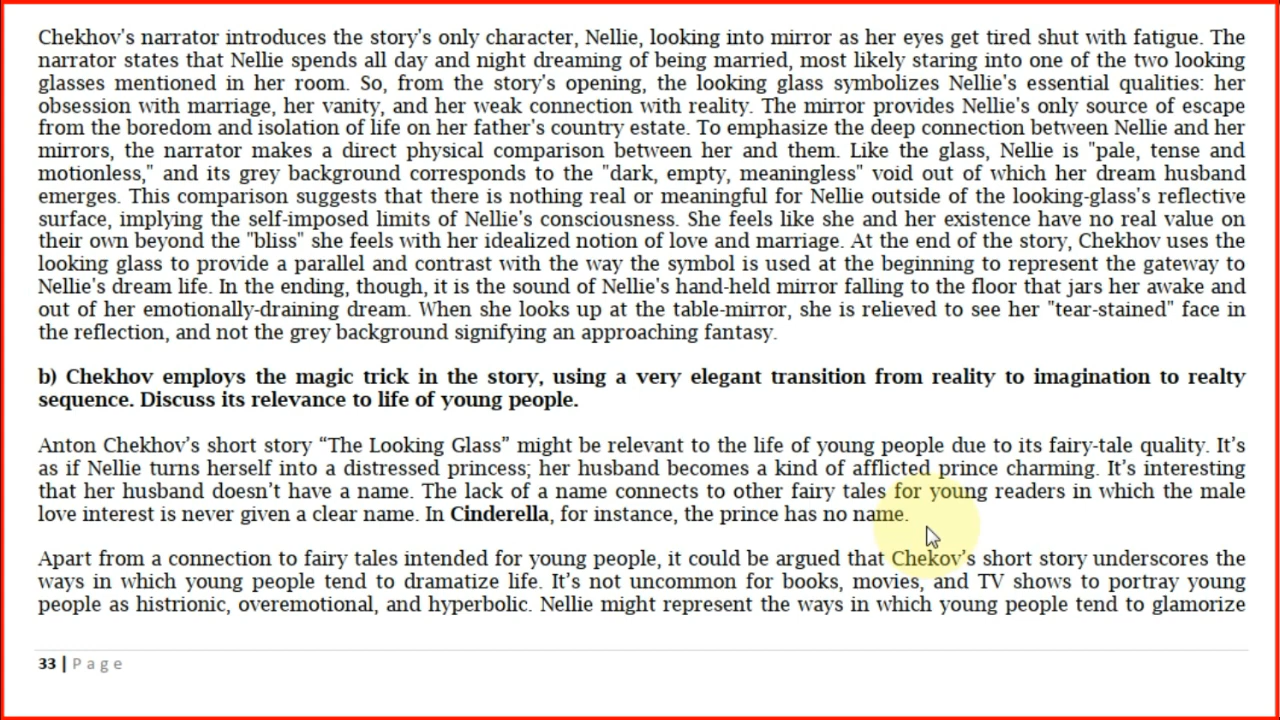 Chekhov's narrator introduces the story's only character, Nellie, looking into mirror as her eyes get tired shut with fatigue. The
narrator states that Nellie spends all day and night dreaming of being married, most likely staring into one of the two looking
glasses mentioned in her room. So, from the story's opening, the looking glass symbolizes Nellie's essential qualities: her
obsession with marriage, her vanity, and her weak connection with reality. The mirror provides Nellie's only source of escape
from the boredom and isolation of life on her father's country estate. To emphasize the deep connection between Nellie and her
mirrors, the narrator makes a direct physical comparison between her and them. Like the glass, Nellie is "pale, tense and
motionless," and its grey background corresponds to the "dark, empty, meaningless" void out of which her dream husband
emerges. This comparison suggests that there is nothing real or meaningful for Nellie outside of the looking-glass's reflective
surface, implying the self-imposed limits of Nellie's consciousness. She feels like she and her existence have no real value on
their own beyond the "bliss" she feels with her idealized notion of love and marriage. At the end of the story, Chekhov uses the
looking glass to provide a parallel and contrast with the way the symbol is used at the beginning to represent the gateway to
Nellie's dream life. In the ending, though, it is the sound of Nellie's hand-held mirror falling to the floor that jars her awake and
out of her emotionally-draining dream. When she looks up at the table-mirror, she is relieved to see her "tear-stained" face in
the reflection, and not the grey background signifying an approaching fantasy.
b) Chekhov employs the magic trick in the story, using a very elegant transition from reality to imagination to realty
sequence. Discuss its relevance to life of young people.
Anton Chekhov’s short story “The Looking Glass” might be relevant to the life of young people due to its fairy-tale quality. It’s
as if Nellie turns herself into a distressed princess; her husband becomes a kind of afflicted prince charming. It’s interesting
that her husband doesn’t have a name. The lack of a name connects to other fairy tales for young readers in which the male
love interest is never given a clear name. In Cinderella, for instance, the prince has no name.
Apart from a connection to fairy tales intended for young people, it could be argued that Chekov’s short story underscores the
ways in which young people tend to dramatize life. It’s not uncommon for books, movies, and TV shows to portray young
people as histrionic, overemotional, and hyperbolic. Nellie might represent the ways in which young people tend to glamorize
33 | Page